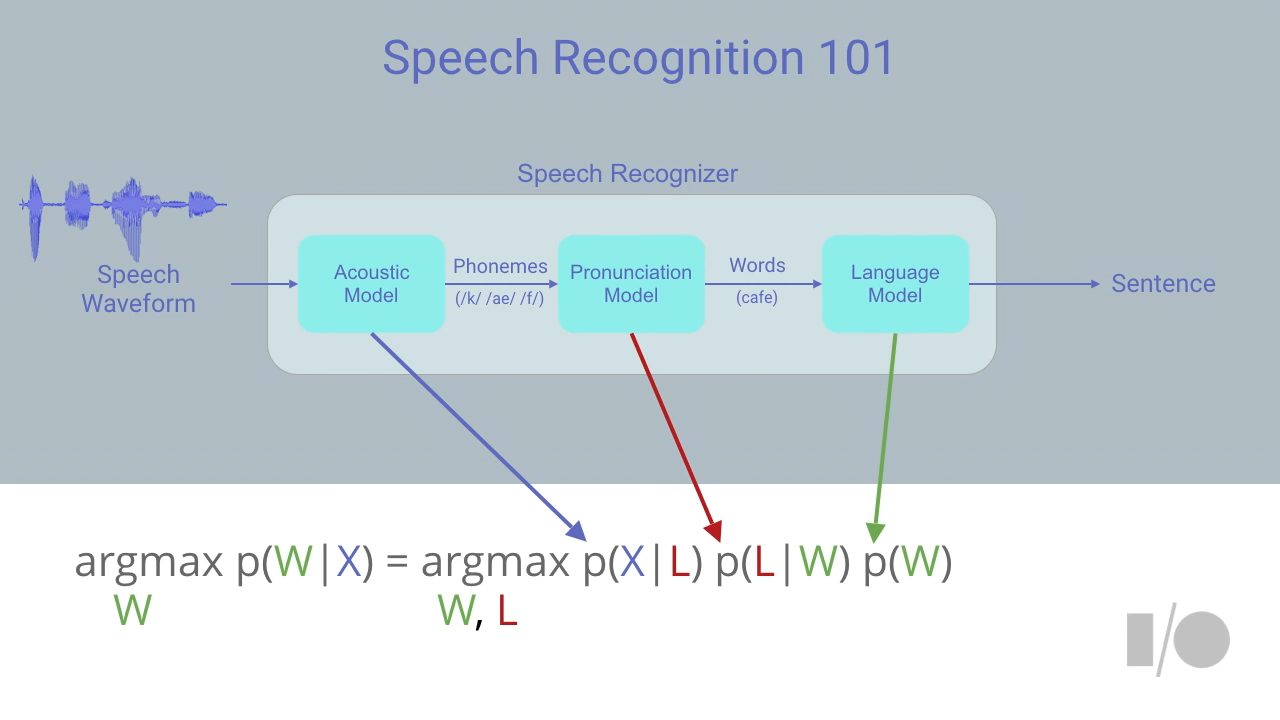 Speech Recognition 101
Speech Recognizer
Speech
Waveform
Acoustic
Model
Phonemes
(/k/ /ae/ /f/)
Pronunciation
Model
Words
(cafe)
Language
Model
Sentence
argmax p(W|X) = argmax p(X|L) p(L|W) p(W)
W W, L
I/O